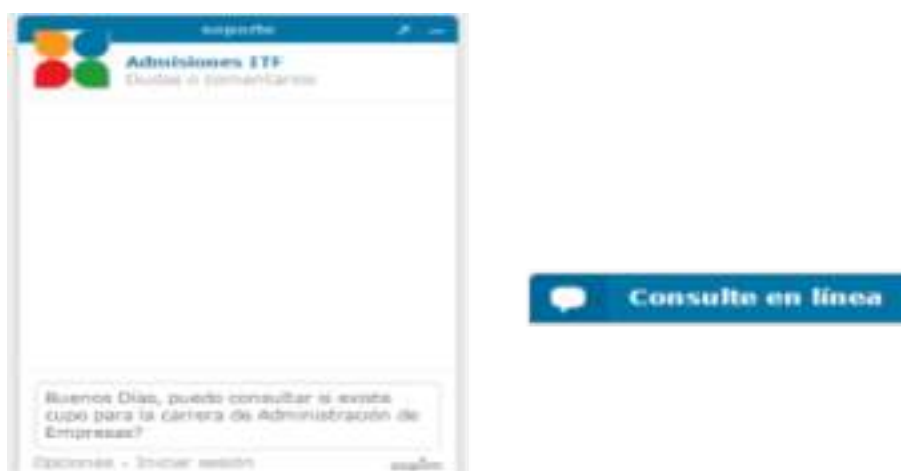 soporte
Admisiones ITF
Dudas o comentarios
Buenos Días, puedo consultar si existe
cupo para la carrera de Administración de
Empresas?
Opciones - Iniciar sesión
Consulte en línea